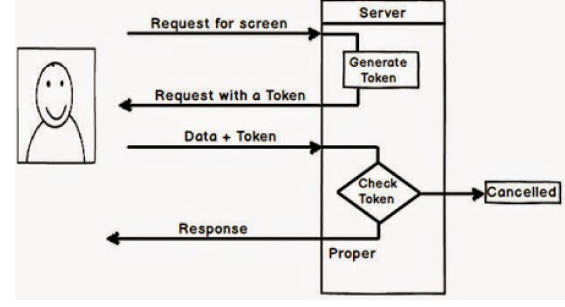 Server
Request for screen
Generate
Token
Request with a Token
Data + Token
Check
Token
Cancelled
Response
Proper